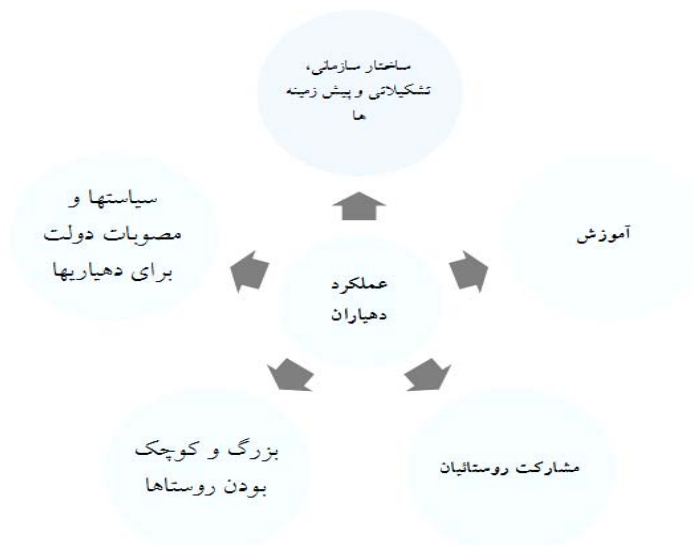 ساختار سازمانی،
تشکیلاتی و پیش زمینه
ها
آموزش
سیاستها و
مصوبات دولت
برای دهیاریها
عملکرد
دهیاران
مشارکت روستائیان
بزرگ و کوچک
بودن روستاها